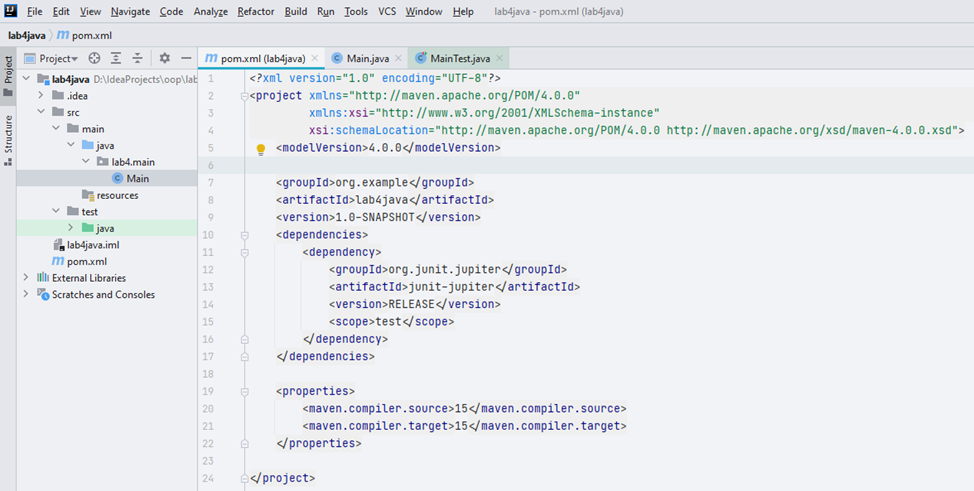 File Edit View Navigate Code Analyze Refactor Build Run Tools VCS Window Help lab4java - pom.xml (lab4java)
lab4java pom.xml
Project
Structure
Project
lab4java D:\IdeaProjects\oop\lab
.idea
src
main
java
lab4.main
Main
resources
test
java
lab4java.iml
pom.xml
External Libraries
Scratches and Consoles
pom.xml (lab4java) Main.java MainTest.java
1 <?xml version="1.0" encoding="UTF-8"?>
2 <project xmlns="http://maven.apache.org/POM/4.0.0"
3 xmlns:xsi="http://www.w3.org/2001/XMLSchema-instance"
4 xsi:schemaLocation="http://maven.apache.org/POM/4.0.0 http://maven.apache.org/xsd/maven-4.0.0.xsd">
5 <modelVersion>4.0.0</modelVersion>
6
7 <groupId>org.example</groupId>
8 <artifactId>lab4java</artifactId>
9 <version>1.0-SNAPSHOT</version>
10 <dependencies>
11 <dependency>
12 <groupId>org.junit.jupiter</groupId>
13 <artifactId>junit-jupiter</artifactId>
14 <version>RELEASE</version>
15 <scope>test</scope>
16 </dependency>
17 </dependencies>
18
19 <properties>
20 <maven.compiler.source>15</maven.compiler.source>
21 <maven.compiler.target>15</maven.compiler.target>
22 </properties>
23
24 </project>